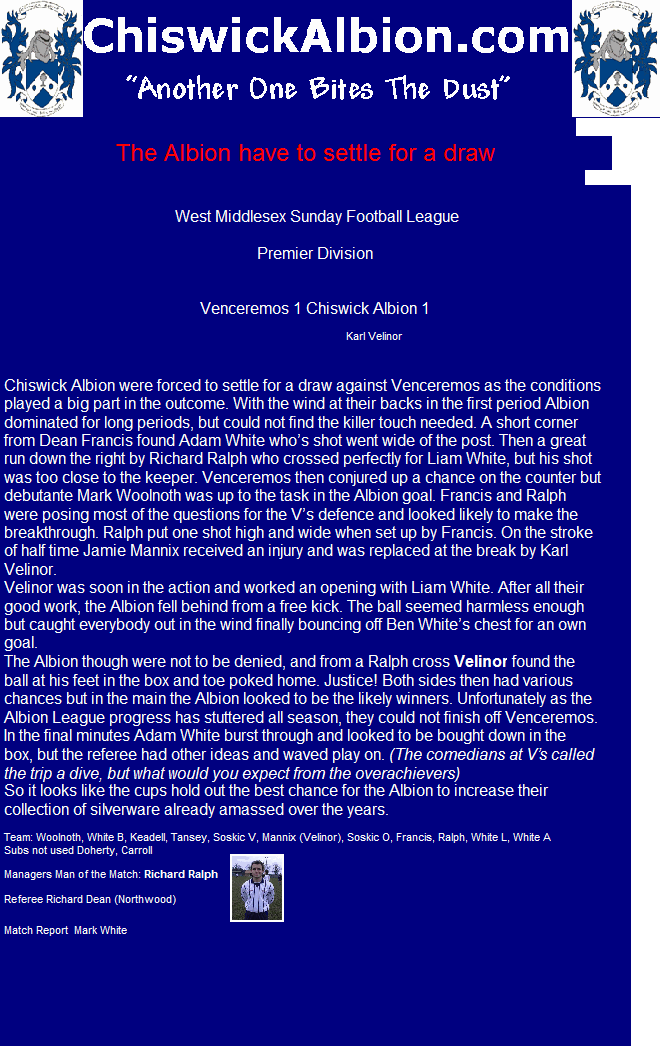 ChiswickAlbion.com
"Another One Bites The Dust"
The Albion have to settle for a draw
West Middlesex Sunday Football League
Premier Division
Venceremos 1 Chiswick Albion 1
Karl Velinor
Chiswick Albion were forced to settle for a draw against Venceremos as the conditions
played a big part in the outcome. With the wind at their backs in the first period Albion
dominated for long periods, but could not find the killer touch needed. A short corner
from Dean Francis found Adam White who's shot went wide of the post. Then a great
run down the right by Richard Ralph who crossed perfectly for Liam White, but his shot
was too close to the keeper. Venceremos then conjured up a chance on the counter but
debutante Mark Woolnoth was up to the task in the Albion goal. Francis and Ralph
were posing most of the questions for the V's defence and looked likely to make the
breakthrough. Ralph put one shot high and wide when set up by Francis. On the stroke
of half time Jamie Mannix received an injury and was replaced at the break by Karl
Velinor.
Velinor was soon in the action and worked an opening with Liam White. After all their
good work, the Albion fell behind from a free kick. The ball seemed harmless enough
but caught everybody out in the wind finally bouncing off Ben White's chest for an own
goal.
The Albion though were not to be denied, and from a Ralph cross Velinor found the
ball at his feet in the box and toe poked home. Justice! Both sides then had various
chances but in the main the Albion looked to be the likely winners. Unfortunately as the
Albion League progress has stuttered all season, they could not finish off Venceremos.
In the final minutes Adam White burst through and looked to be bought down in the
box, but the referee had other ideas and waved play on. (The comedians at V's called
the trip a dive, but what would you expect from the overachievers)
So it looks like the cups hold out the best chance for the Albion to increase their
collection of silverware already amassed over the years.
Team: Woolnoth, White B, Keadell, Tansey, Soskic V, Mannix (Velinor), Soskic O, Francis, Ralph, White L, White A
Subs not used Doherty, Carroll
Managers Man of the Match: Richard Ralph
Referee Richard Dean (Northwood)
Match Report Mark White